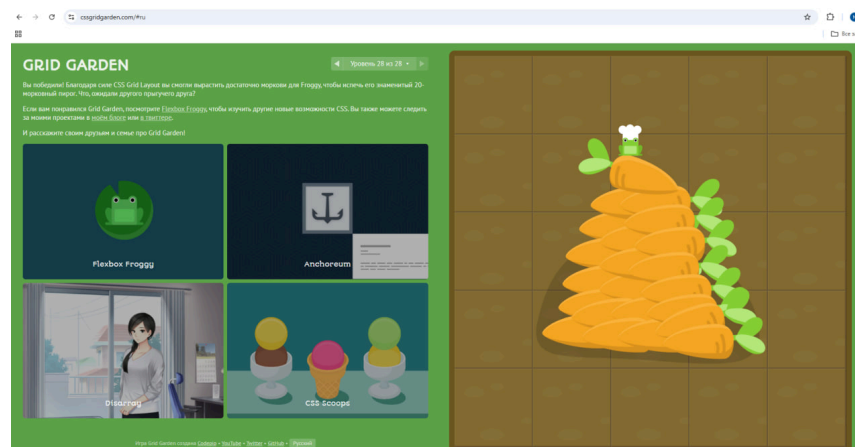 cssgridgarden.com/#ru
Все з
GRID GARDEN
Уровень 28 из 28
Вы победили! Благодаря силе CSS Grid Layout вы смогли вырастить достаточно моркови для Froggy, чтобы испечь его знаменитый 20-
морковный пирог. Что, ожидали другого прыгучего друга?
Если вам понравился Grid Garden, посмотрите Flexbox Froggy, чтобы изучить другие новые возможности CSS. Вы также можете следить
за моими проектами в моём блоге или в твиттере.
И расскажите своим друзьям и семье про Grid Garden!
Flexbox Froggy
Anchoreum
Disarray
CSS Scoops
Игра Grid Garden создана Codepip • YouTube • Twitter • GitHub • Русский